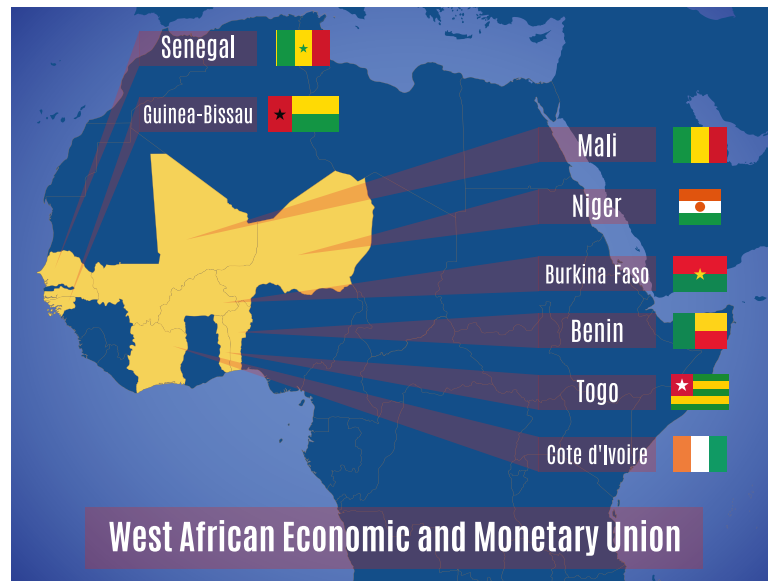 Senegal
Guinea-Bissau
Mali
Niger
Burkina Faso
Benin
Togo
Cote d'Ivoire
West African Economic and Monetary Union